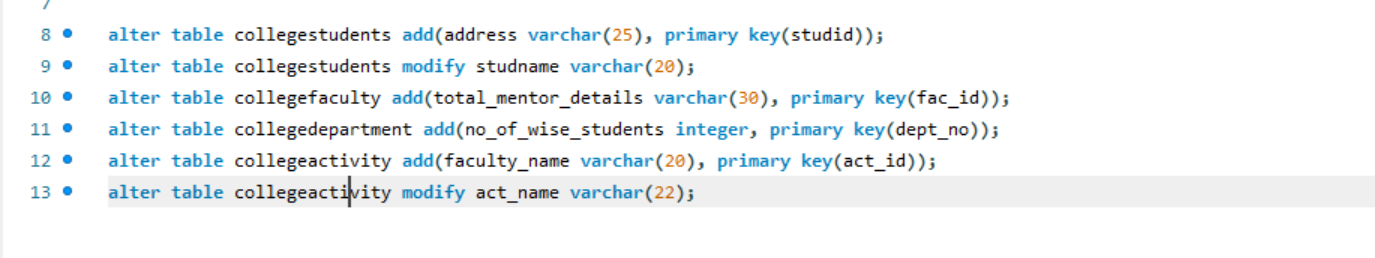 7
8 alter table collegestudents add(address varchar(25), primary key(studid));
9 alter table collegestudents modify studname varchar(20);
10 alter table collegefaculty add(total_mentor_details varchar(30), primary key(fac_id));
11 alter table collegedepartment add(no_of_wise_students integer, primary key(dept_no));
12 alter table collegeactivity add(faculty_name varchar(20), primary key(act_id));
13 alter table collegeactivity modify act_name varchar(22);